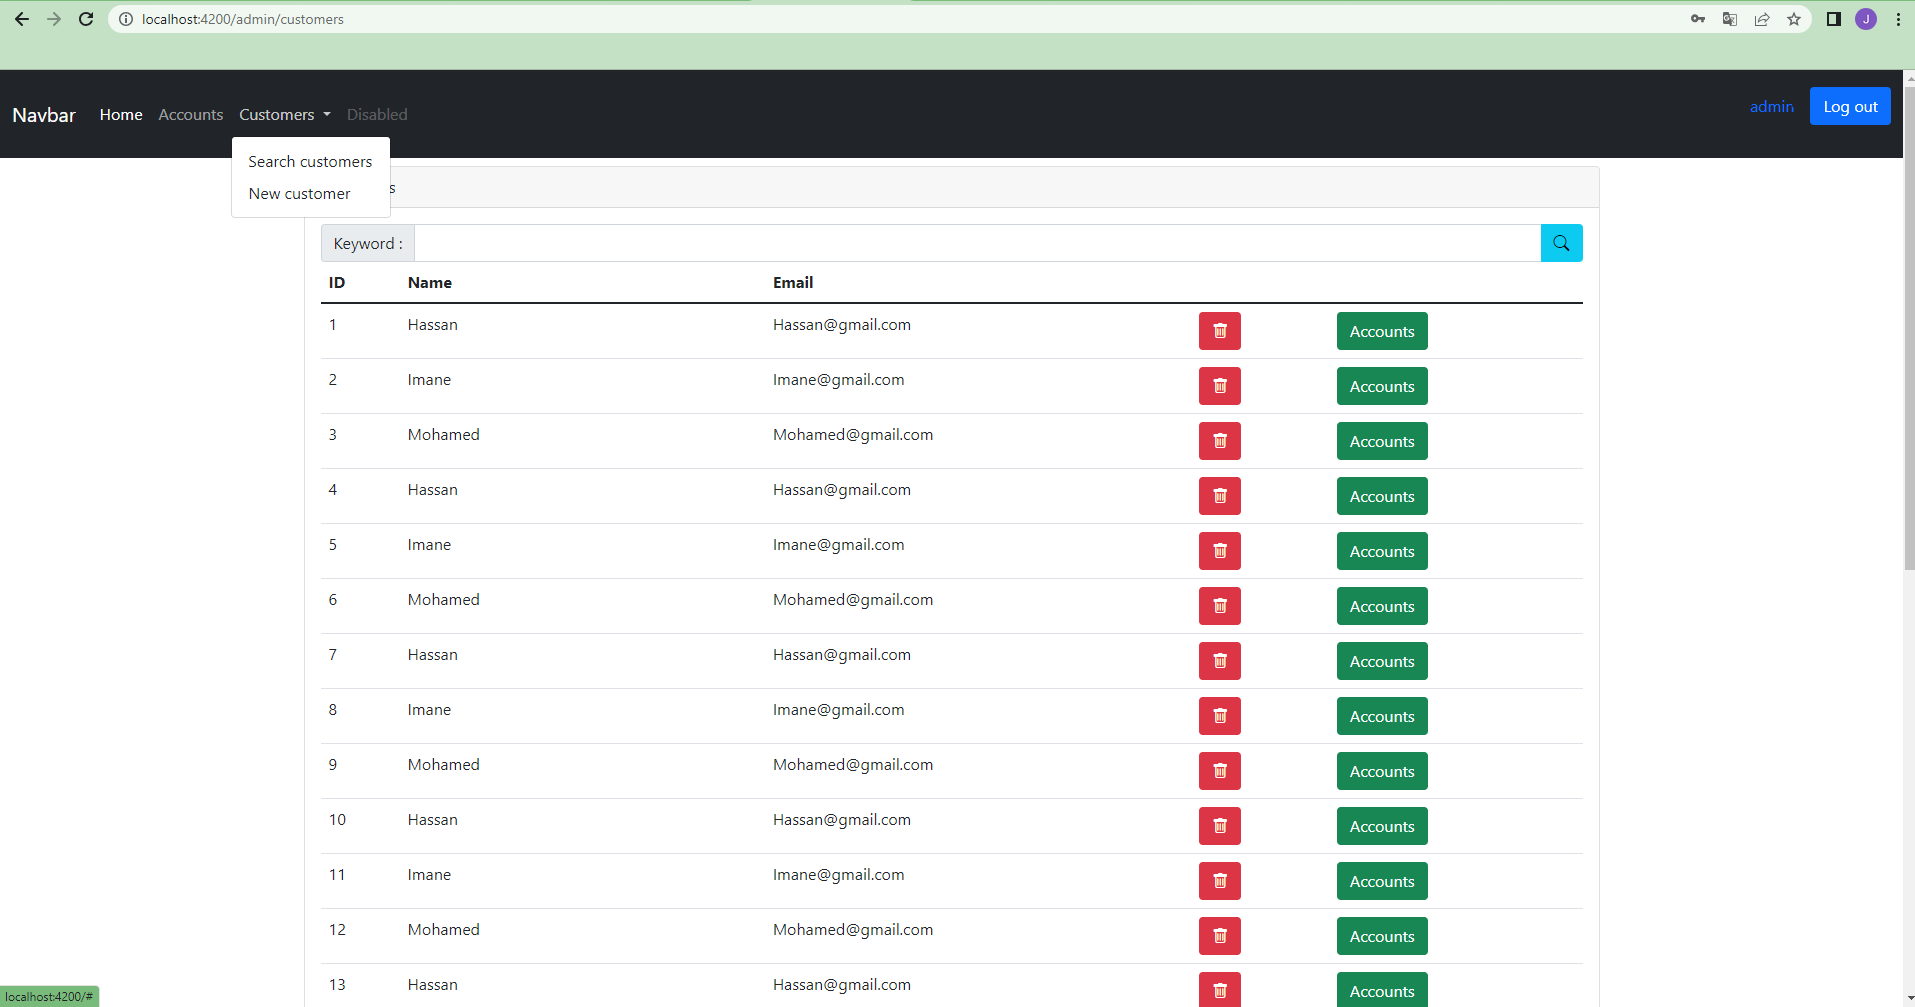 localhost:4200/admin/customers
J
Navbar Home Accounts Customers Disabled admin Log out
Search customers
New customer
s
Keyword :
ID Name Email
1 Hassan Hassan@gmail.com Accounts
2 Imane Imane@gmail.com Accounts
3 Mohamed Mohamed@gmail.com Accounts
4 Hassan Hassan@gmail.com Accounts
5 Imane Imane@gmail.com Accounts
6 Mohamed Mohamed@gmail.com Accounts
7 Hassan Hassan@gmail.com Accounts
8 Imane Imane@gmail.com Accounts
9 Mohamed Mohamed@gmail.com Accounts
10 Hassan Hassan@gmail.com Accounts
11 Imane Imane@gmail.com Accounts
12 Mohamed Mohamed@gmail.com Accounts
13 Hassan Hassan@gmail.com Accounts
localhost:4200/#